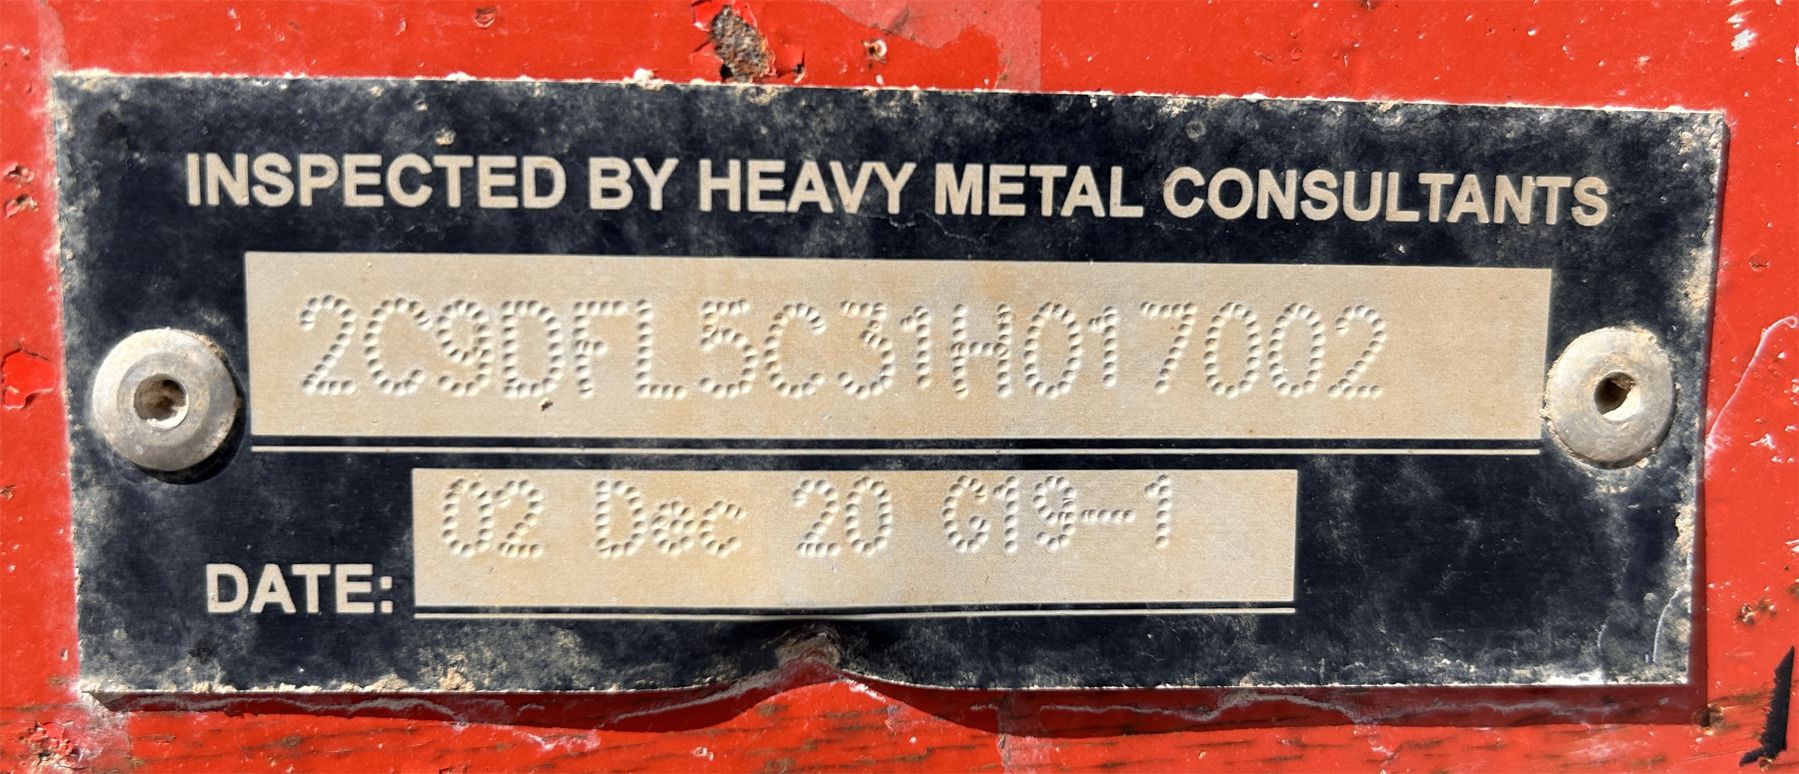 INSPECTED BY HEAVY METAL CONSULTANTS
2C9DFL5C31H017002
DATE: 02 Dec 20 G19-1